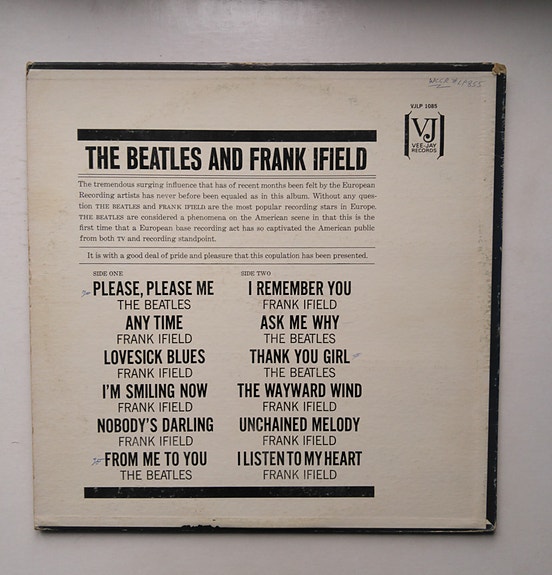 WCSR #LP855
VJLP 1085
VJ
VEE-JAY
RECORDS
THE BEATLES AND FRANK IFIELD
The tremendous surging influence that has of recent months been felt by the European
Recording artists has never before been equaled as in this album. Without any ques-
tion THE BEATLES and FRANK IFIELD are the most popular recording stars in Europe.
THE BEATLES are considered a phenomena on the American scene in that this is the
first time that a European base recording act has so captivated the American public
from both TV and recording standpoint.
It is with a good deal of pride and pleasure that this copulation has been presented.
SIDE ONE
PLEASE, PLEASE ME
THE BEATLES
ANY TIME
FRANK IFIELD
LOVESICK BLUES
FRANK IFIELD
I'M SMILING NOW
FRANK IFIELD
NOBODY'S DARLING
FRANK IFIELD
FROM ME TO YOU
THE BEATLES
SIDE TWO
I REMEMBER YOU
FRANK IFIELD
ASK ME WHY
THE BEATLES
THANK YOU GIRL
THE BEATLES
THE WAYWARD WIND
FRANK IFIELD
UNCHAINED MELODY
FRANK IFIELD
I LISTEN TO MY HEART
FRANK IFIELD